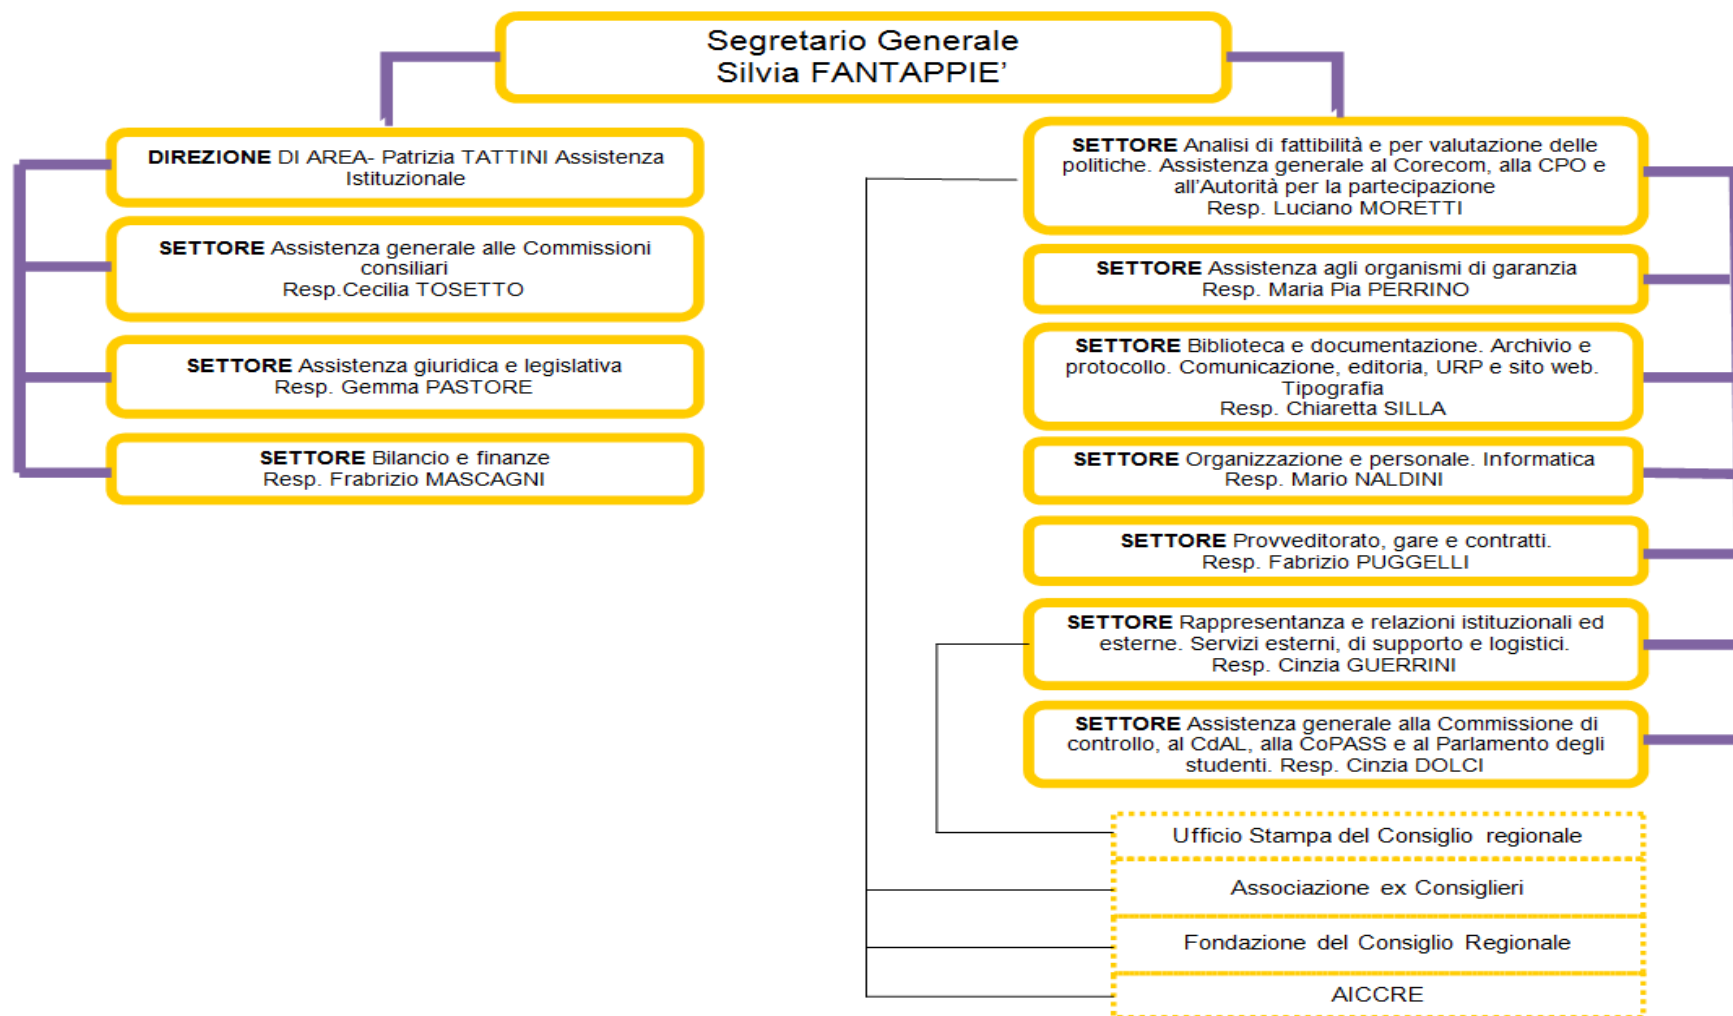 Segretario Generale
Silvia FANTAPPIE'
DIREZIONE DI AREA- Patrizia TATTINI Assistenza
Istituzionale
SETTORE Assistenza generale alle Commissioni
consiliari
Resp.Cecilia TOSETTO
SETTORE Assistenza giuridica e legislativa
Resp. Gemma PASTORE
SETTORE Bilancio e finanze
Resp. Frabrizio MASCAGNI
SETTORE Analisi di fattibilità e per valutazione delle
politiche. Assistenza generale al Corecom, alla CPO e
all'Autorità per la partecipazione
Resp. Luciano MORETTI
SETTORE Assistenza agli organismi di garanzia
Resp. Maria Pia PERRINO
SETTORE Biblioteca e documentazione. Archivio e
protocollo. Comunicazione, editoria, URP e sito web.
Tipografia
Resp. Chiaretta SILLA
SETTORE Organizzazione e personale. Informatica
Resp. Mario NALDINI
SETTORE Provveditorato, gare e contratti.
Resp. Fabrizio PUGGELLI
SETTORE Rappresentanza e relazioni istituzionali ed
esterne. Servizi esterni, di supporto e logistici.
Resp. Cinzia GUERRINI
SETTORE Assistenza generale alla Commissione di
controllo, al CdAL, alla CoPASS e al Parlamento degli
studenti. Resp. Cinzia DOLCI
Ufficio Stampa del Consiglio regionale
Associazione ex Consiglieri
Fondazione del Consiglio Regionale
AICCRE